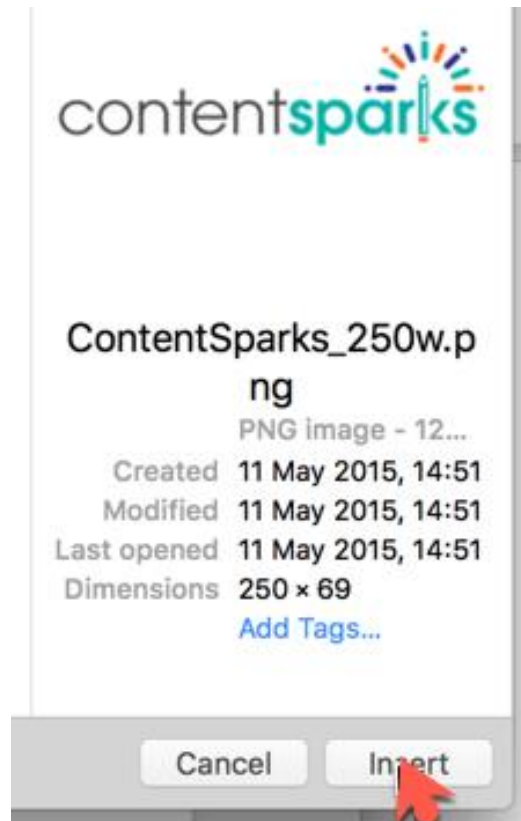 contentsparks
ContentSparks_250w.p
ng
PNG image - 12...
Created 11 May 2015, 14:51
Modified 11 May 2015, 14:51
Last opened 11 May 2015, 14:51
Dimensions 250 × 69
Add Tags...
Cancel Insert